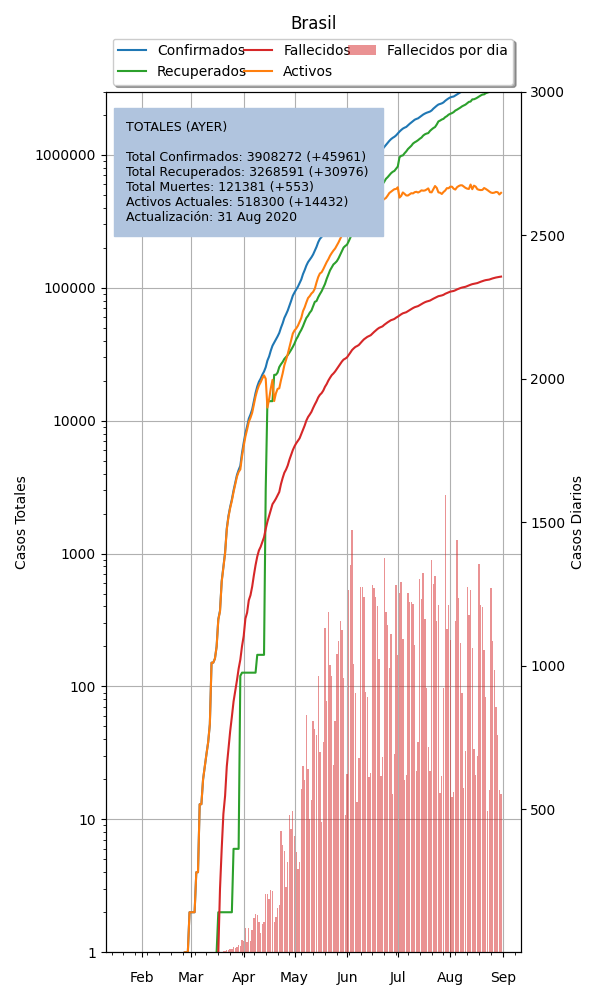 Brasil
Confirmados Fallecidos Fallecidos por dia
Recuperados Activos
TOTALES (AYER)
Total Confirmados: 3908272 (+45961)
Total Recuperados: 3268591 (+30976)
Total Muertes: 121381 (+553)
Activos Actuales: 518300 (+14432)
Actualización: 31 Aug 2020
Casos Totales
1000000
100000
10000
1000
100
10
1
3000
2500
2000
1500
1000
500
Casos Diarios
Feb Mar Apr May Jun Jul Aug Sep